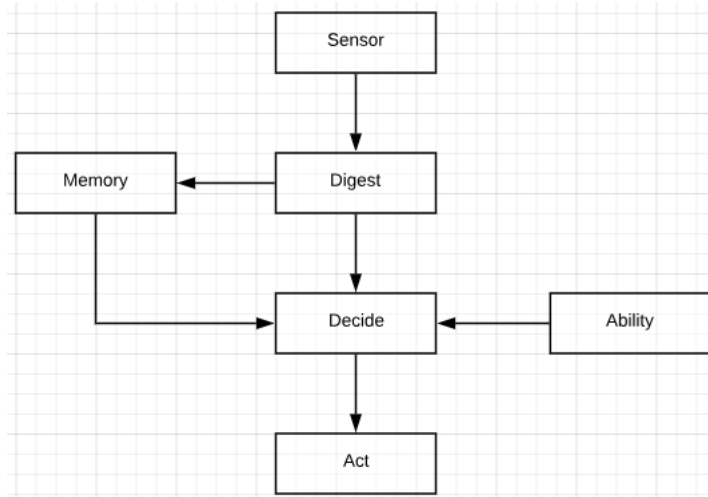 Sensor
Memory
Digest
Decide
Ability
Act